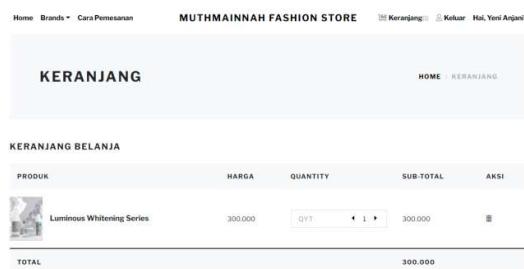 Home Brands Cara Pemesanan MUTHMAINNAH FASHION STORE Keranjang Keluar Hai, Yeni Anjani
KERANJANG HOME KERANJANG
KERANJANG BELANJA
PRODUK HARGA QUANTITY SUB-TOTAL AKSI
Luminous Whitening Series 300.000 QYT 1 300.000
TOTAL 300.000